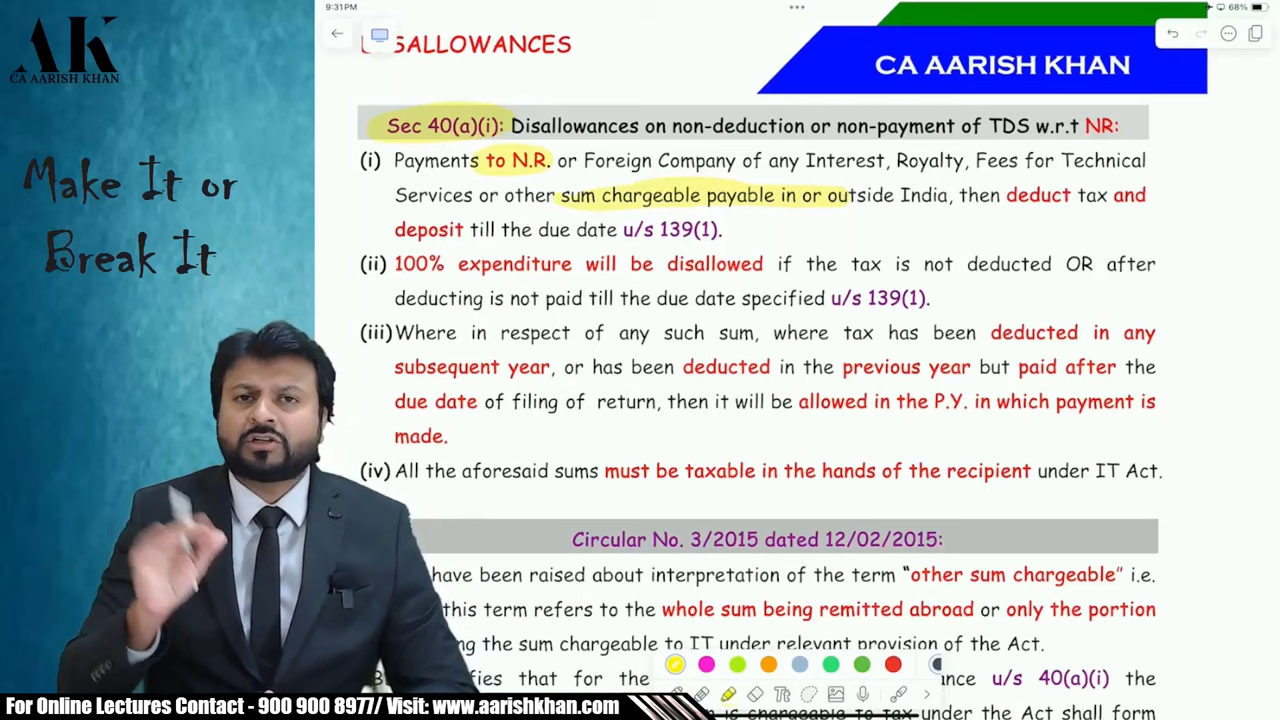 9:31PM
68%
AK
CA AARISH KHAN
DISALLOWANCES
CA AARISH KHAN
Make It or
Break It
Sec 40(a)(i): Disallowances on non-deduction or non-payment of TDS w.r.t NR:
(i) Payments to N.R. or Foreign Company of any Interest, Royalty, Fees for Technical
Services or other sum chargeable payable in or outside India, then deduct tax and
deposit till the due date u/s 139(1).
(ii) 100% expenditure will be disallowed if the tax is not deducted OR after
deducting is not paid till the due date specified u/s 139(1).
(iii) Where in respect of any such sum, where tax has been deducted in any
subsequent year, or has been deducted in the previous year but paid after the
due date of filing of return, then it will be allowed in the P.Y. in which payment is
made.
(iv) All the aforesaid sums must be taxable in the hands of the recipient under IT Act.
Circular No. 3/2015 dated 12/02/2015:
have been raised about interpretation of the term “other sum chargeable” i.e.
this term refers to the whole sum being remitted abroad or only the portion
the sum chargeable to IT under relevant provision of the Act.
that for the u/s 40(a)(i) the
is chargeable to tax under the Act shall form
Tt
For Online Lectures Contact - 900 900 8977/ Visit: www.aarishkhan.com